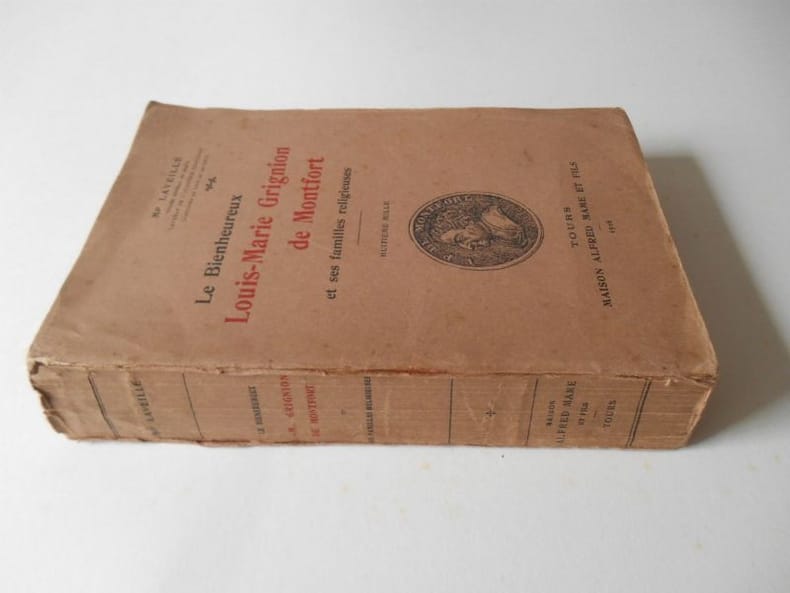 Mgr LAVEILLE
Le Bienheureux
Louis-Marie Grignion
de Montfort
et ses familles religieuses
HUITIÈME MILLE
MONTFORT
TOURS
MAISON ALFRED MAME ET FILS
Mgr LAVEILLE
LE BIENHEUREUX
GRIGNION
DE MONTFORT
FAMILLES RELIGIEUSES
MAISON
ALFRED MAME
ET FILS
TOURS